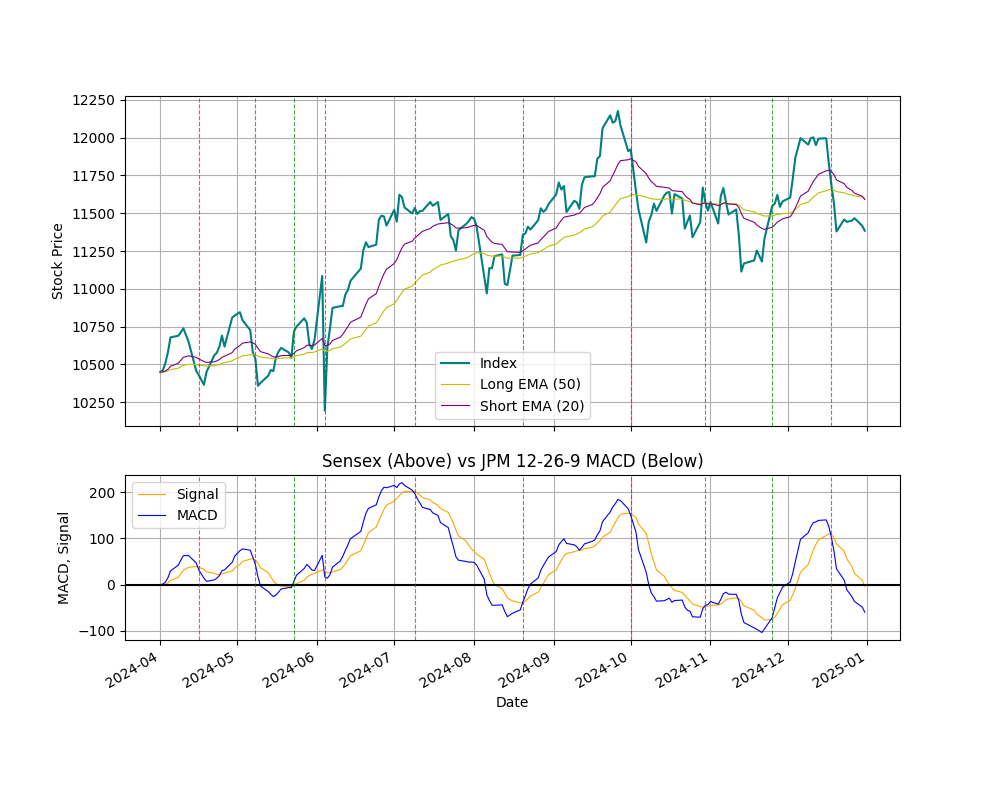 12250
12000
11750
11500
11250
11000
10750
10500
10250
Stock Price
Index
Long EMA (50)
Short EMA (20)
Sensex (Above) vs JPM 12-26-9 MACD (Below)
200
100
0
−100
MACD, Signal
Signal
MACD
2024-04
2024-05
2024-06
2024-07
2024-08
2024-09
2024-10
2024-11
2024-12
2025-01
Date